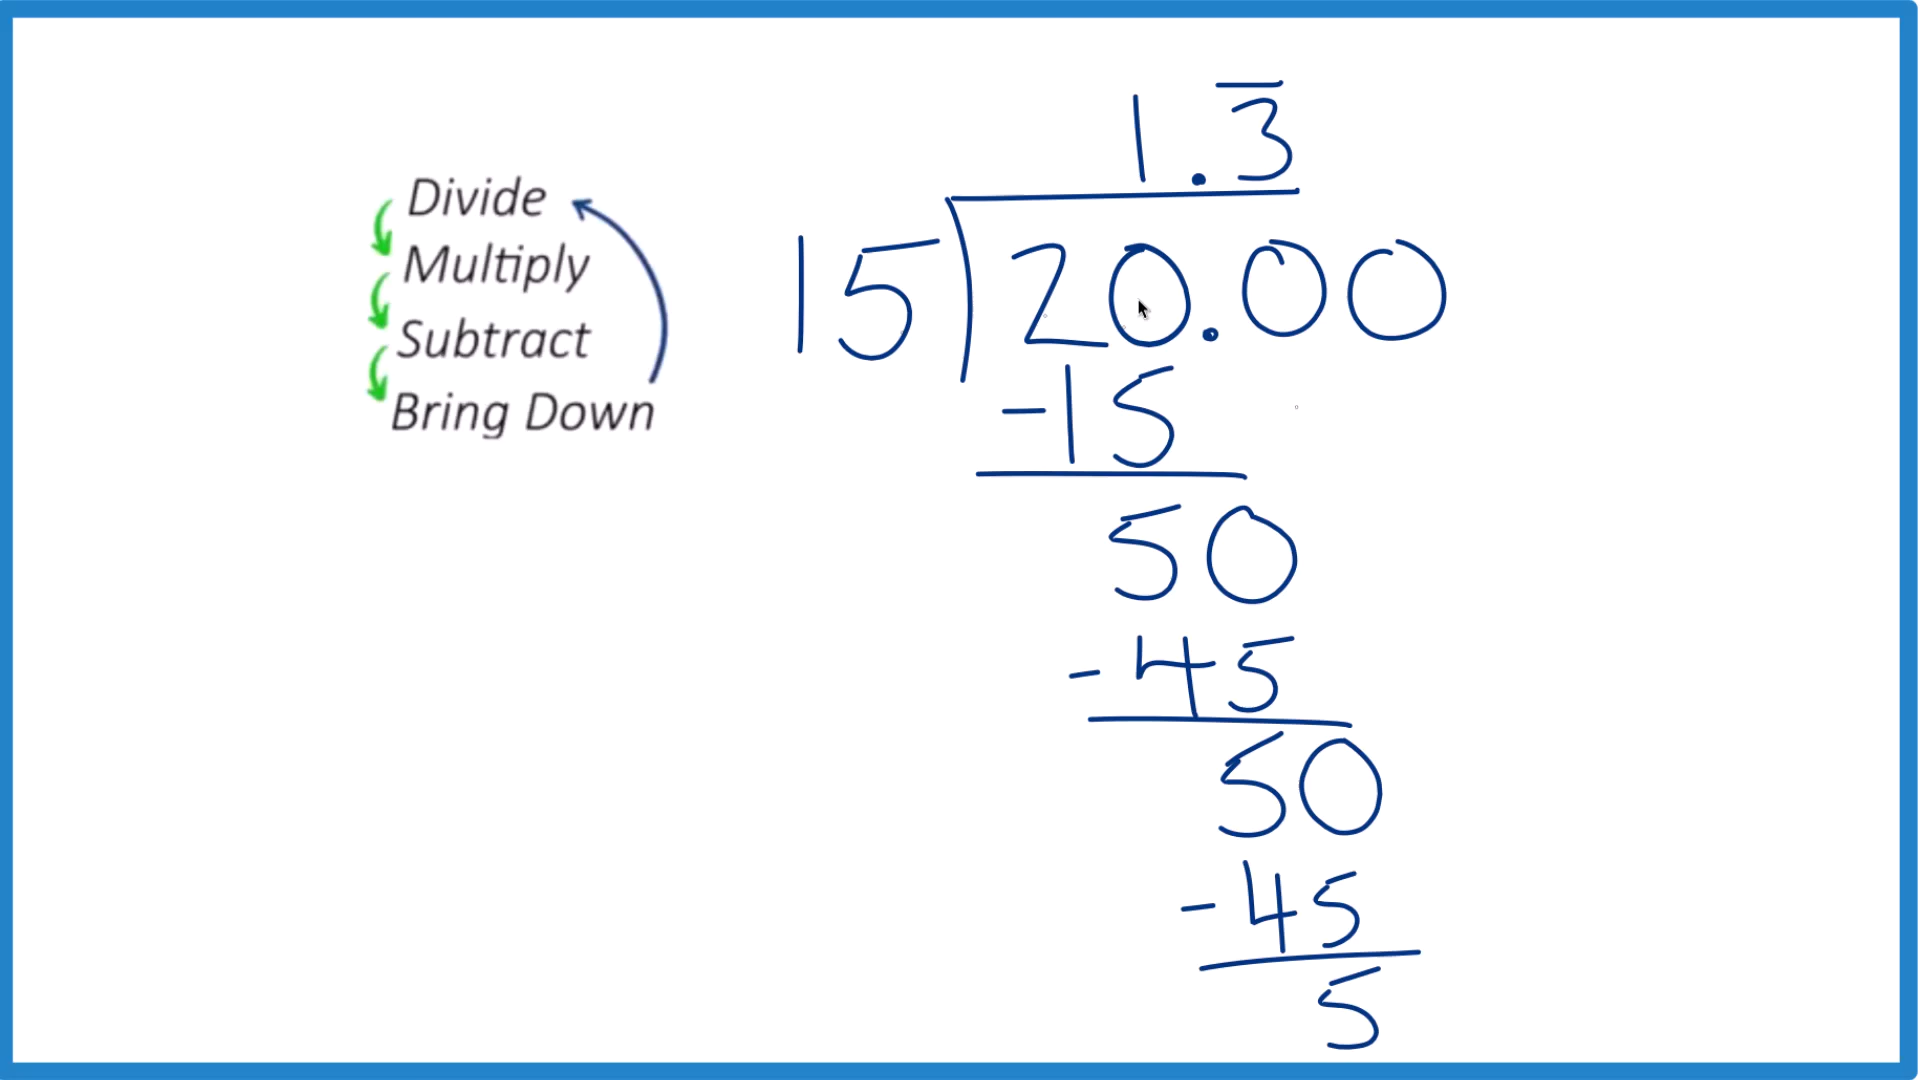 Divide
Multiply
Subtract
Bring Down
1.3̅
15)20.00
-15
50
-45
50
-45
5